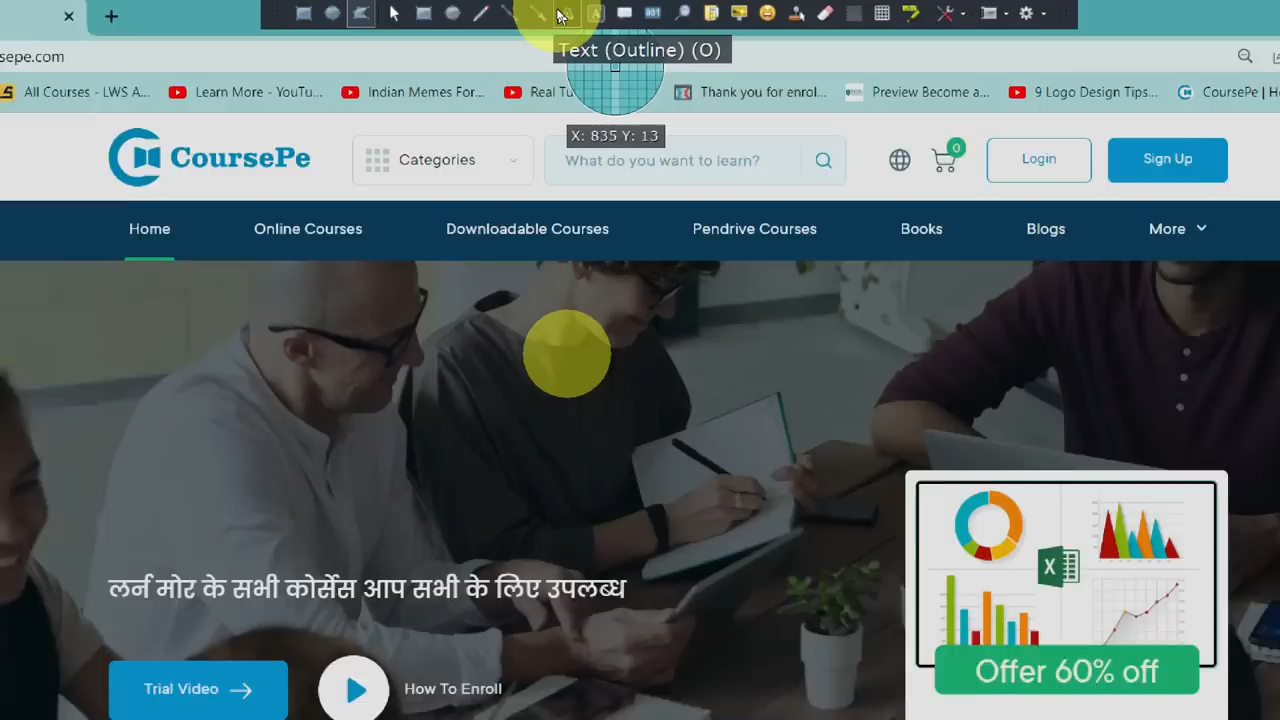 Text (Outline) (O)
sepe.com
All Courses - LWS A...
Learn More - YouTu...
Indian Memes For...
Real Tu
Thank you for enrol...
Preview Become a...
9 Logo Design Tips...
CoursePe | He
X: 835 Y: 13
CoursePe
Categories
What do you want to learn?
0
Login
Sign Up
Home
Online Courses
Downloadable Courses
Pendrive Courses
Books
Blogs
More
लर्न मोर के सभी कोर्सेस आप सभी के लिए उपलब्ध
X
Offer 60% off
Trial Video
How To Enroll